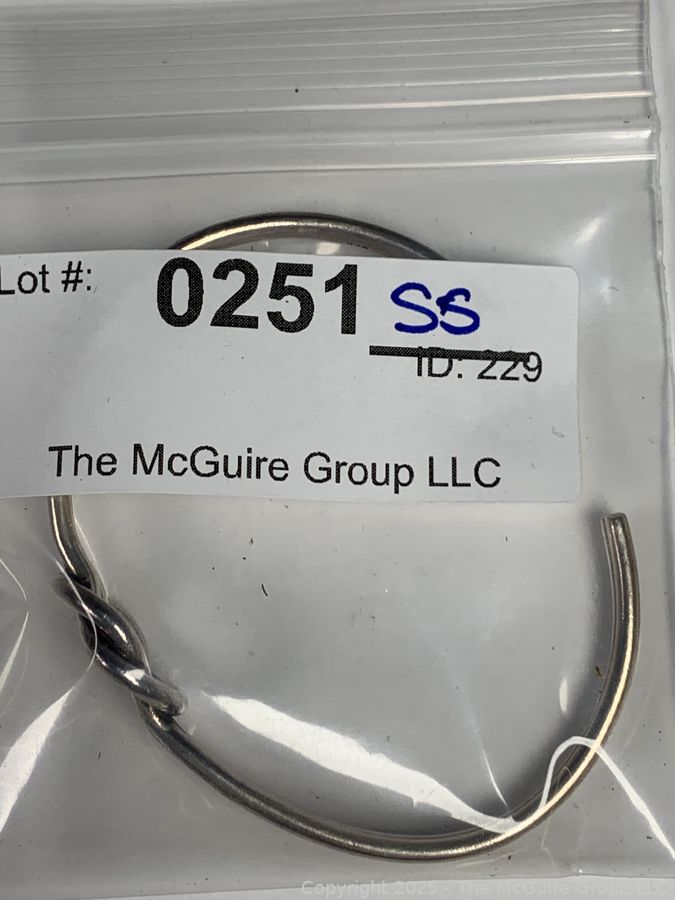 Lot #: 0251 SS
ID: 229
The McGuire Group LLC
Copyright 2025 - The McGuire Group LLC